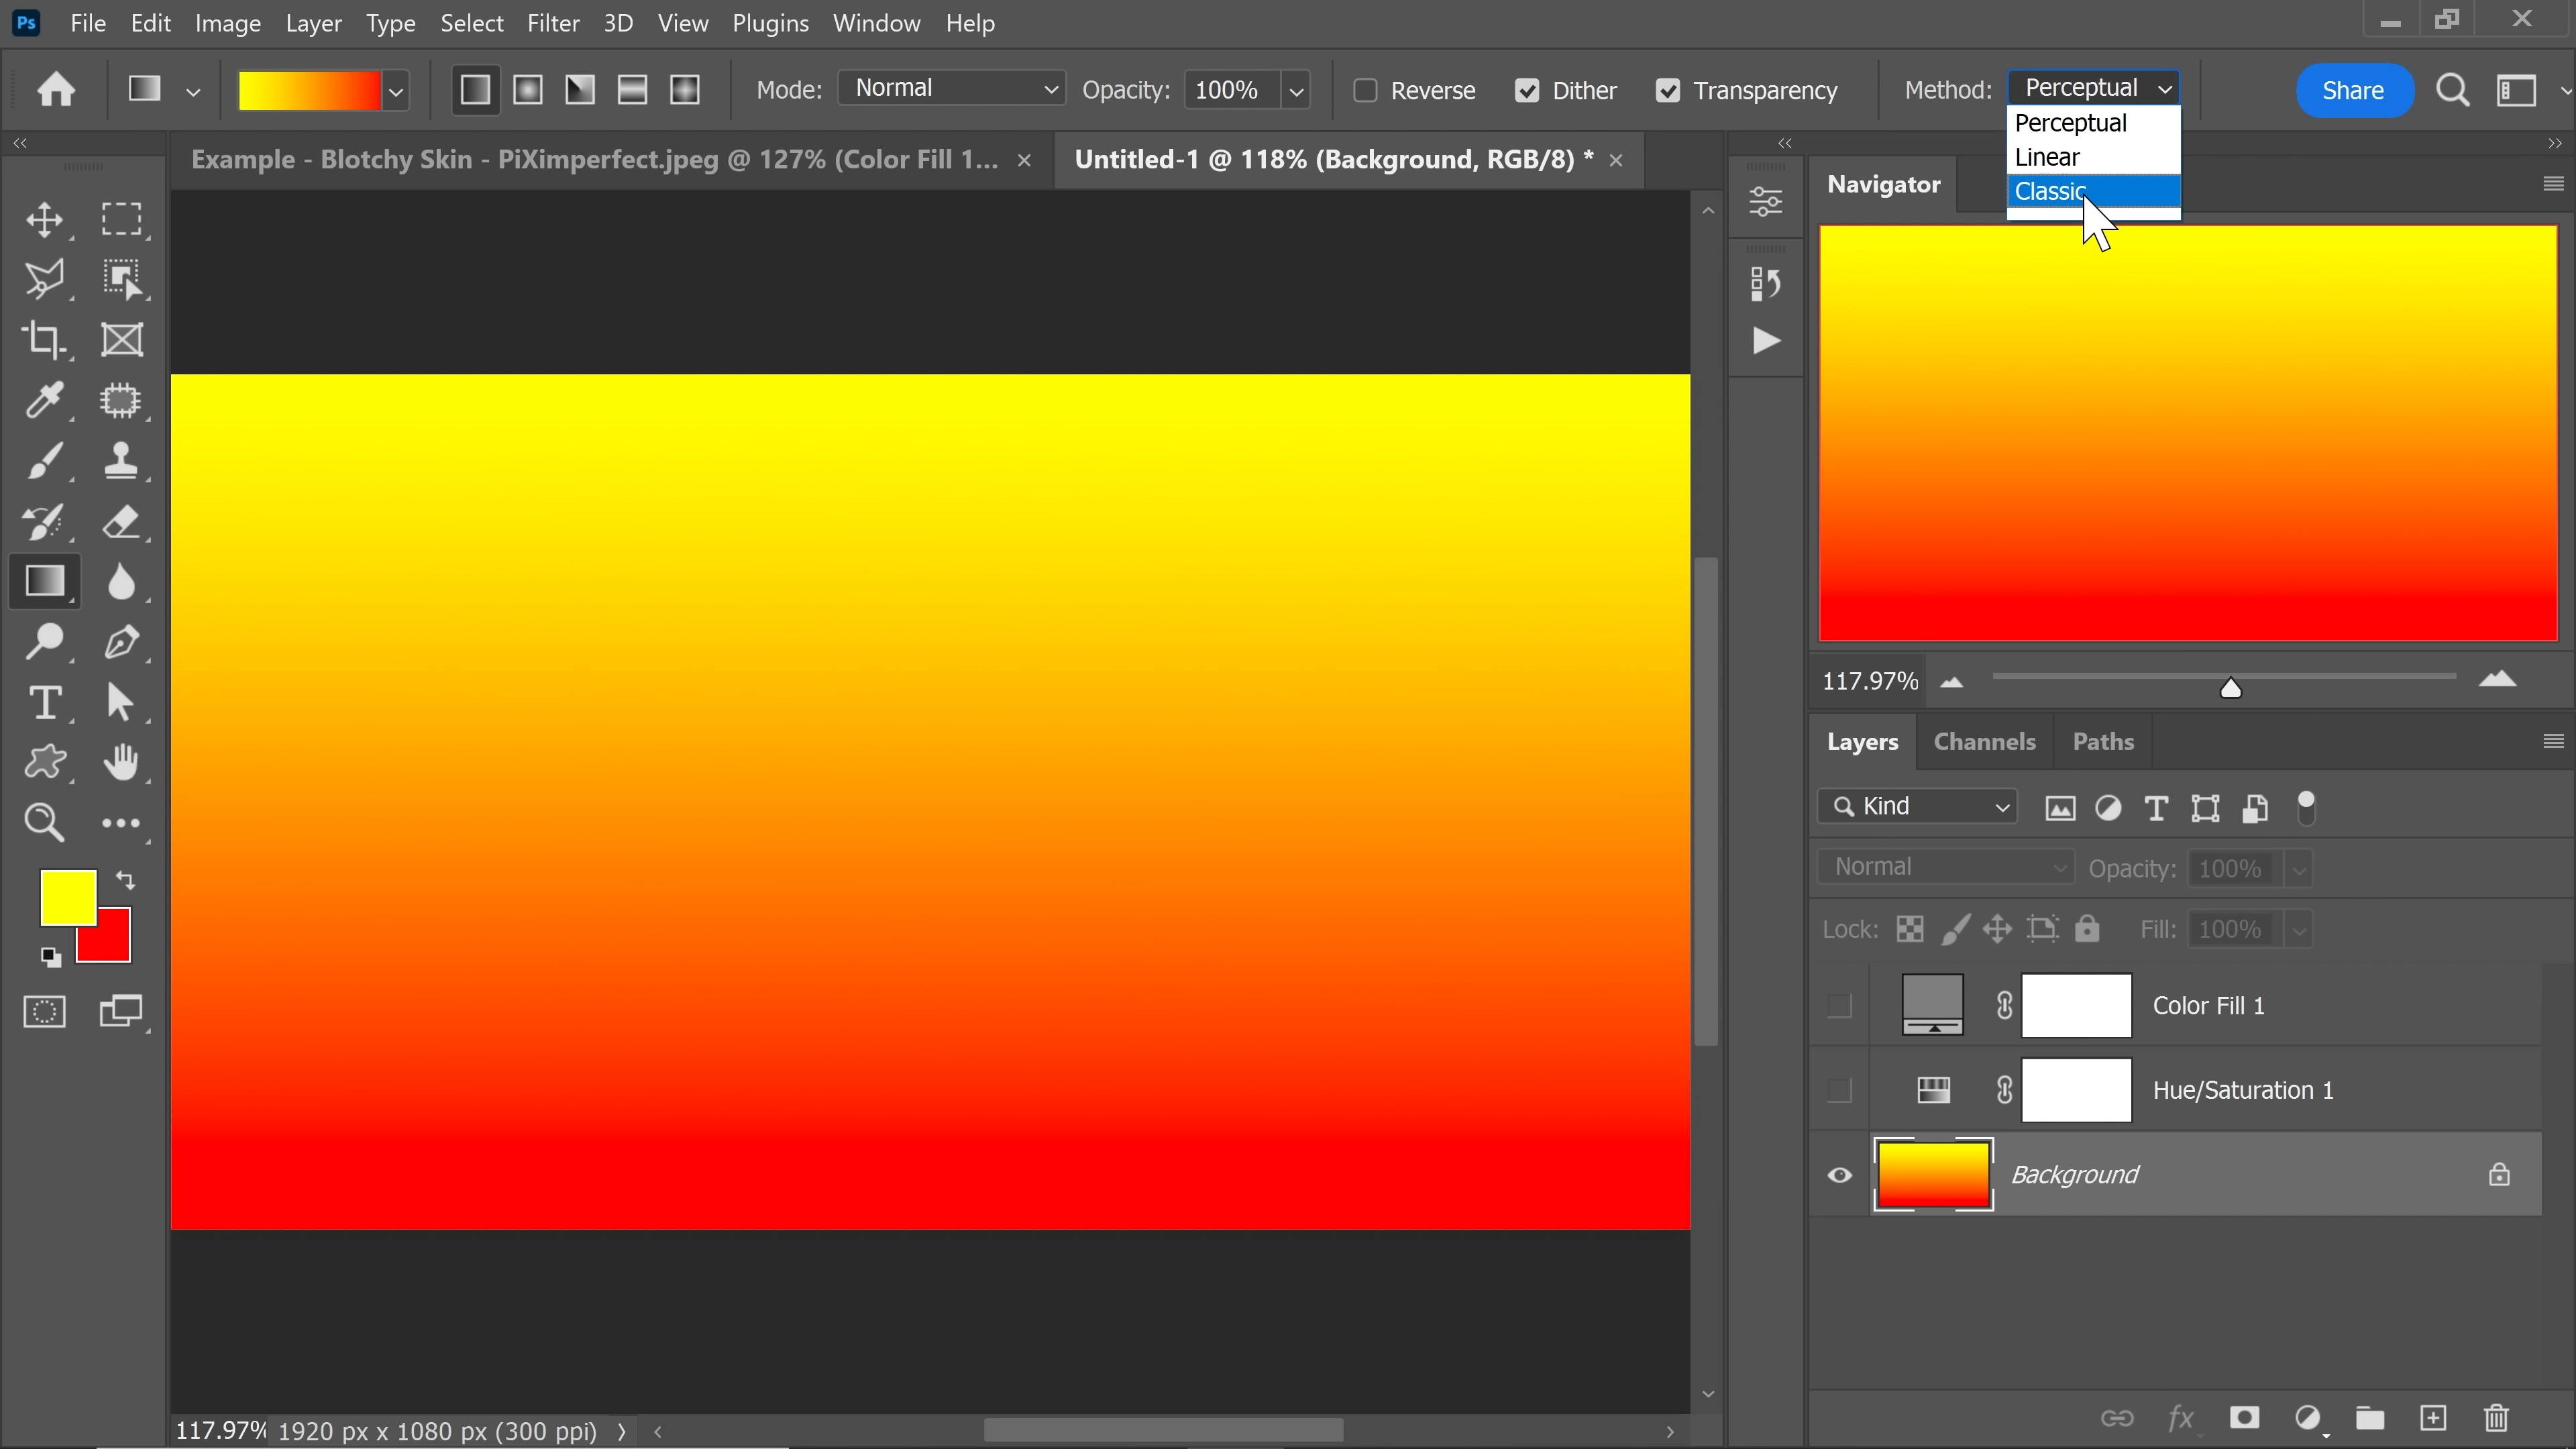 Ps File Edit Image Layer Type Select Filter 3D View Plugins Window Help
Mode: Normal Opacity: 100% Reverse Dither Transparency Method: Perceptual Share
Perceptual
Linear
Classic
Example - Blotchy Skin - PiXimperfect.jpeg @ 127% (Color Fill 1... × Untitled-1 @ 118% (Background, RGB/8) * ×
Navigator
117.97%
Layers Channels Paths
Kind
Normal Opacity: 100%
Lock: Fill: 100%
Color Fill 1
Hue/Saturation 1
Background
fx
117.97% 1920 px x 1080 px (300 ppi)